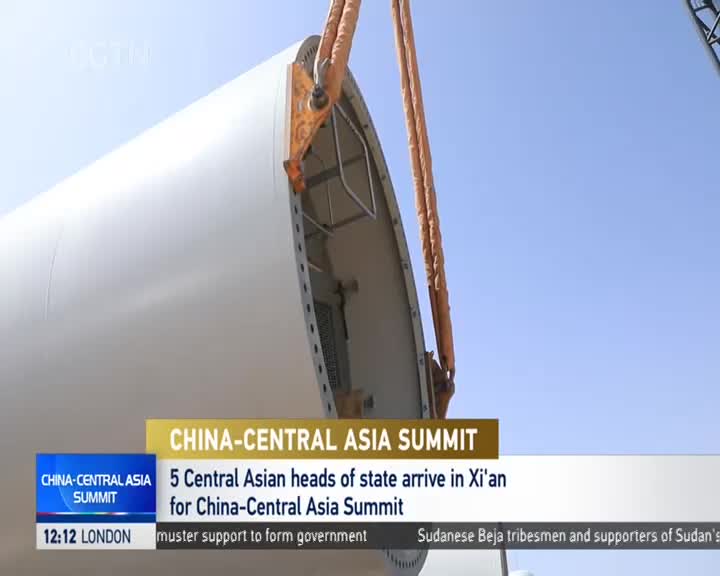 CGTN
CHINA-CENTRAL ASIA SUMMIT
5 Central Asian heads of state arrive in Xi'an
for China-Central Asia Summit
CHINA-CENTRAL ASIA
SUMMIT
12:12 LONDON
muster support to form government
Sudanese Beja tribesmen and supporters of Sudan's